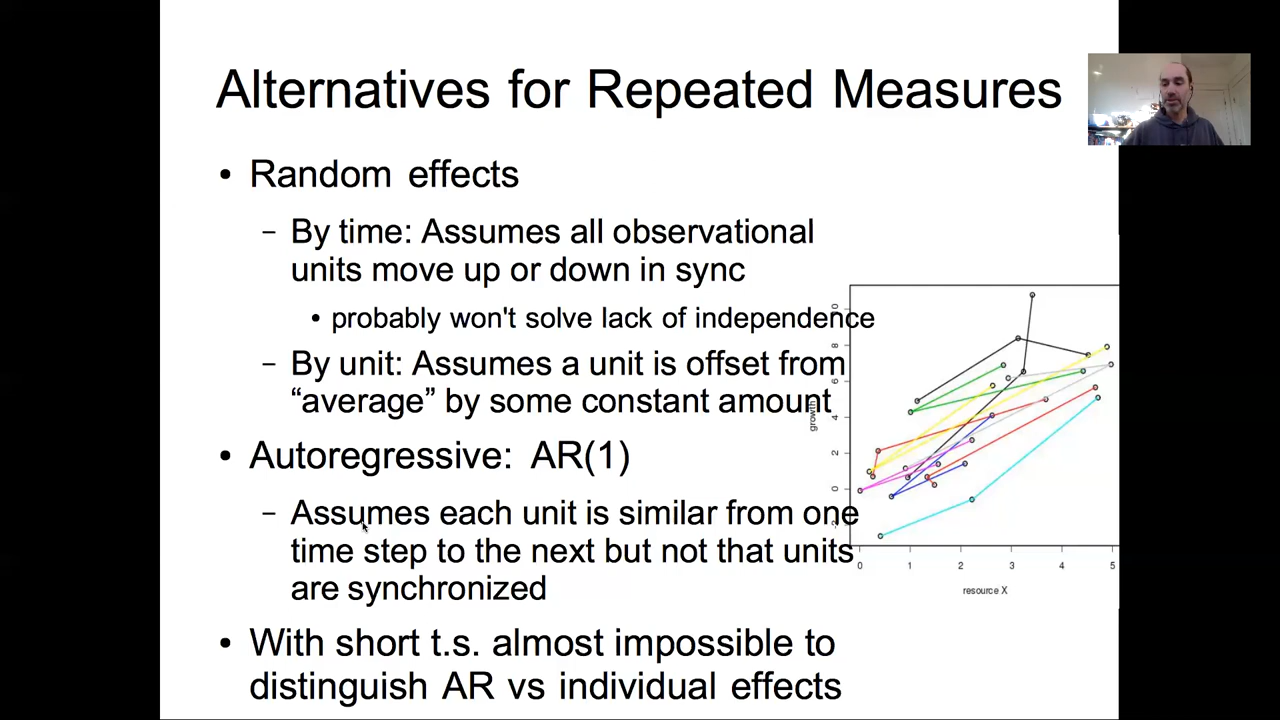 Alternatives for Repeated Measures
• Random effects
– By time: Assumes all observational
units move up or down in sync
• probably won't solve lack of independence
– By unit: Assumes a unit is offset from
“average” by some constant amount
• Autoregressive: AR(1)
– Assumes each unit is similar from one
time step to the next but not that units
are synchronized
• With short t.s. almost impossible to
distinguish AR vs individual effects
growth
10
8
6
4
2
0
-2
0 1 2 3 4 5
resource X